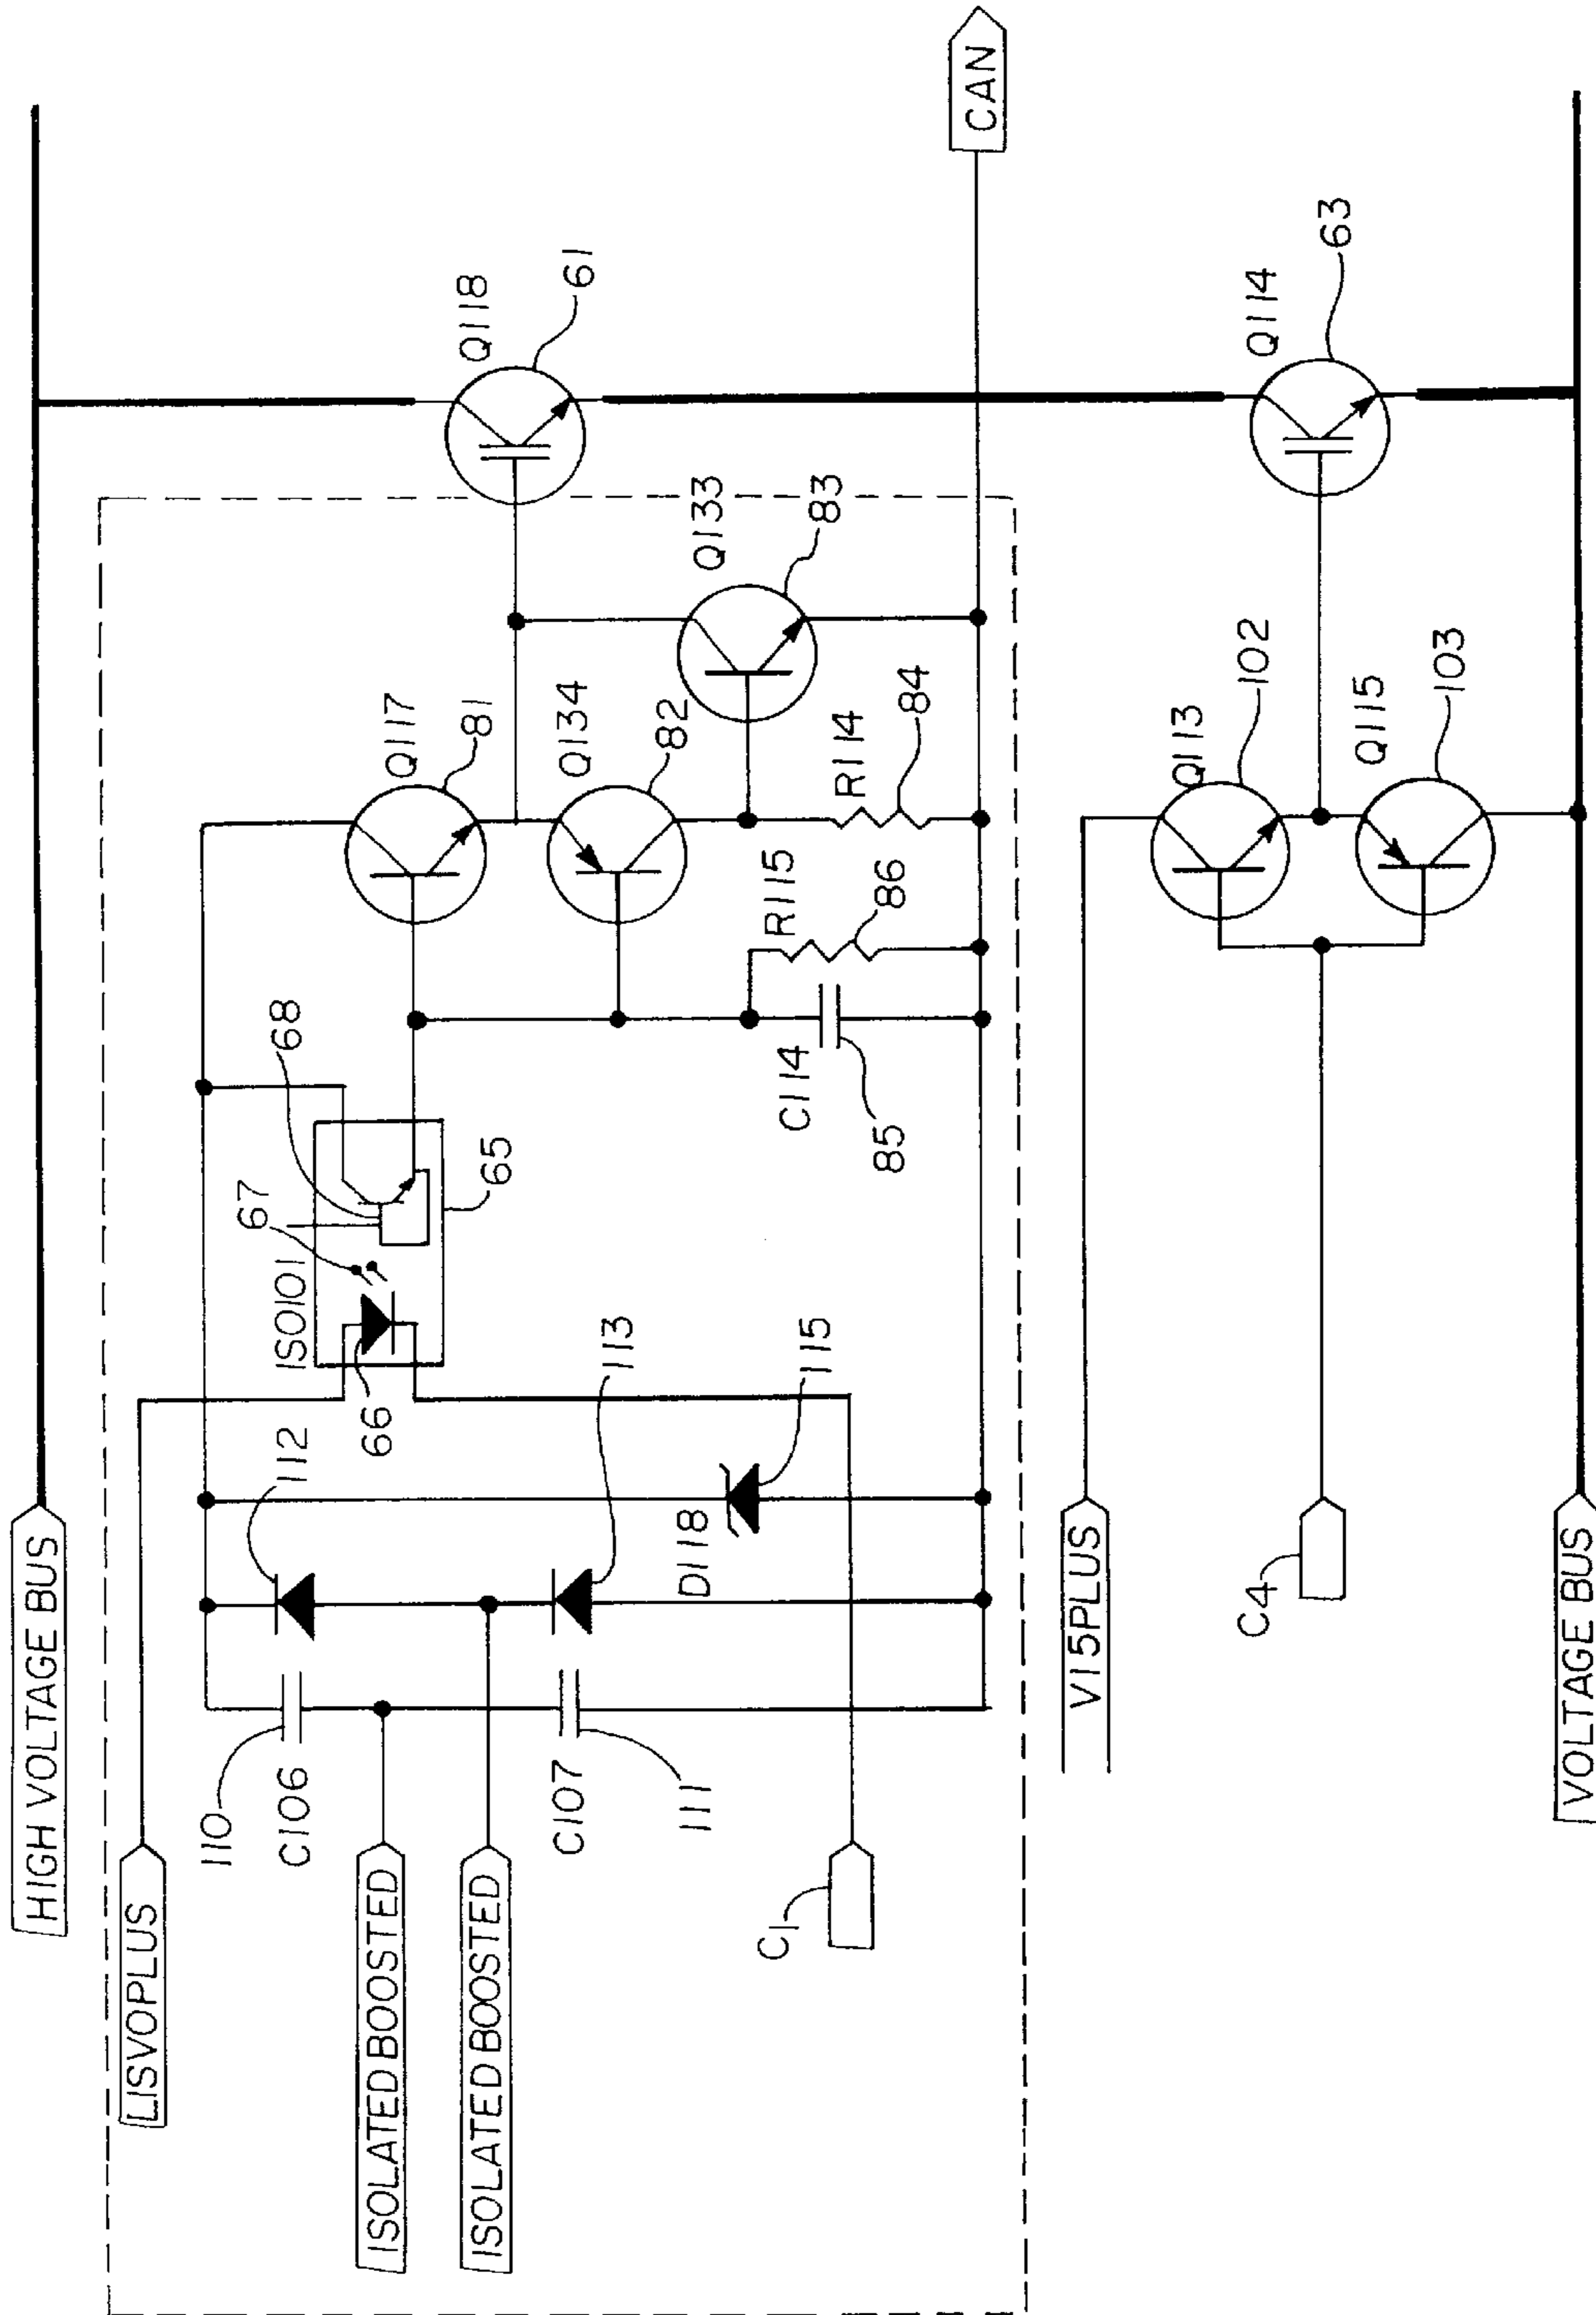 HIGH VOLTAGE BUS
LISVOPLUS
110
C106
ISOLATED BOOSTED
ISOLATED BOOSTED
C107
111
C1
112
113
D118
115
ISO101
66
67
68
65
C114
85
R115
86
R114
84
Q117
81
Q134
82
Q133
83
Q118
61
CAN
V15PLUS
C4
VOLTAGE BUS
Q113
102
Q115
103
Q114
63